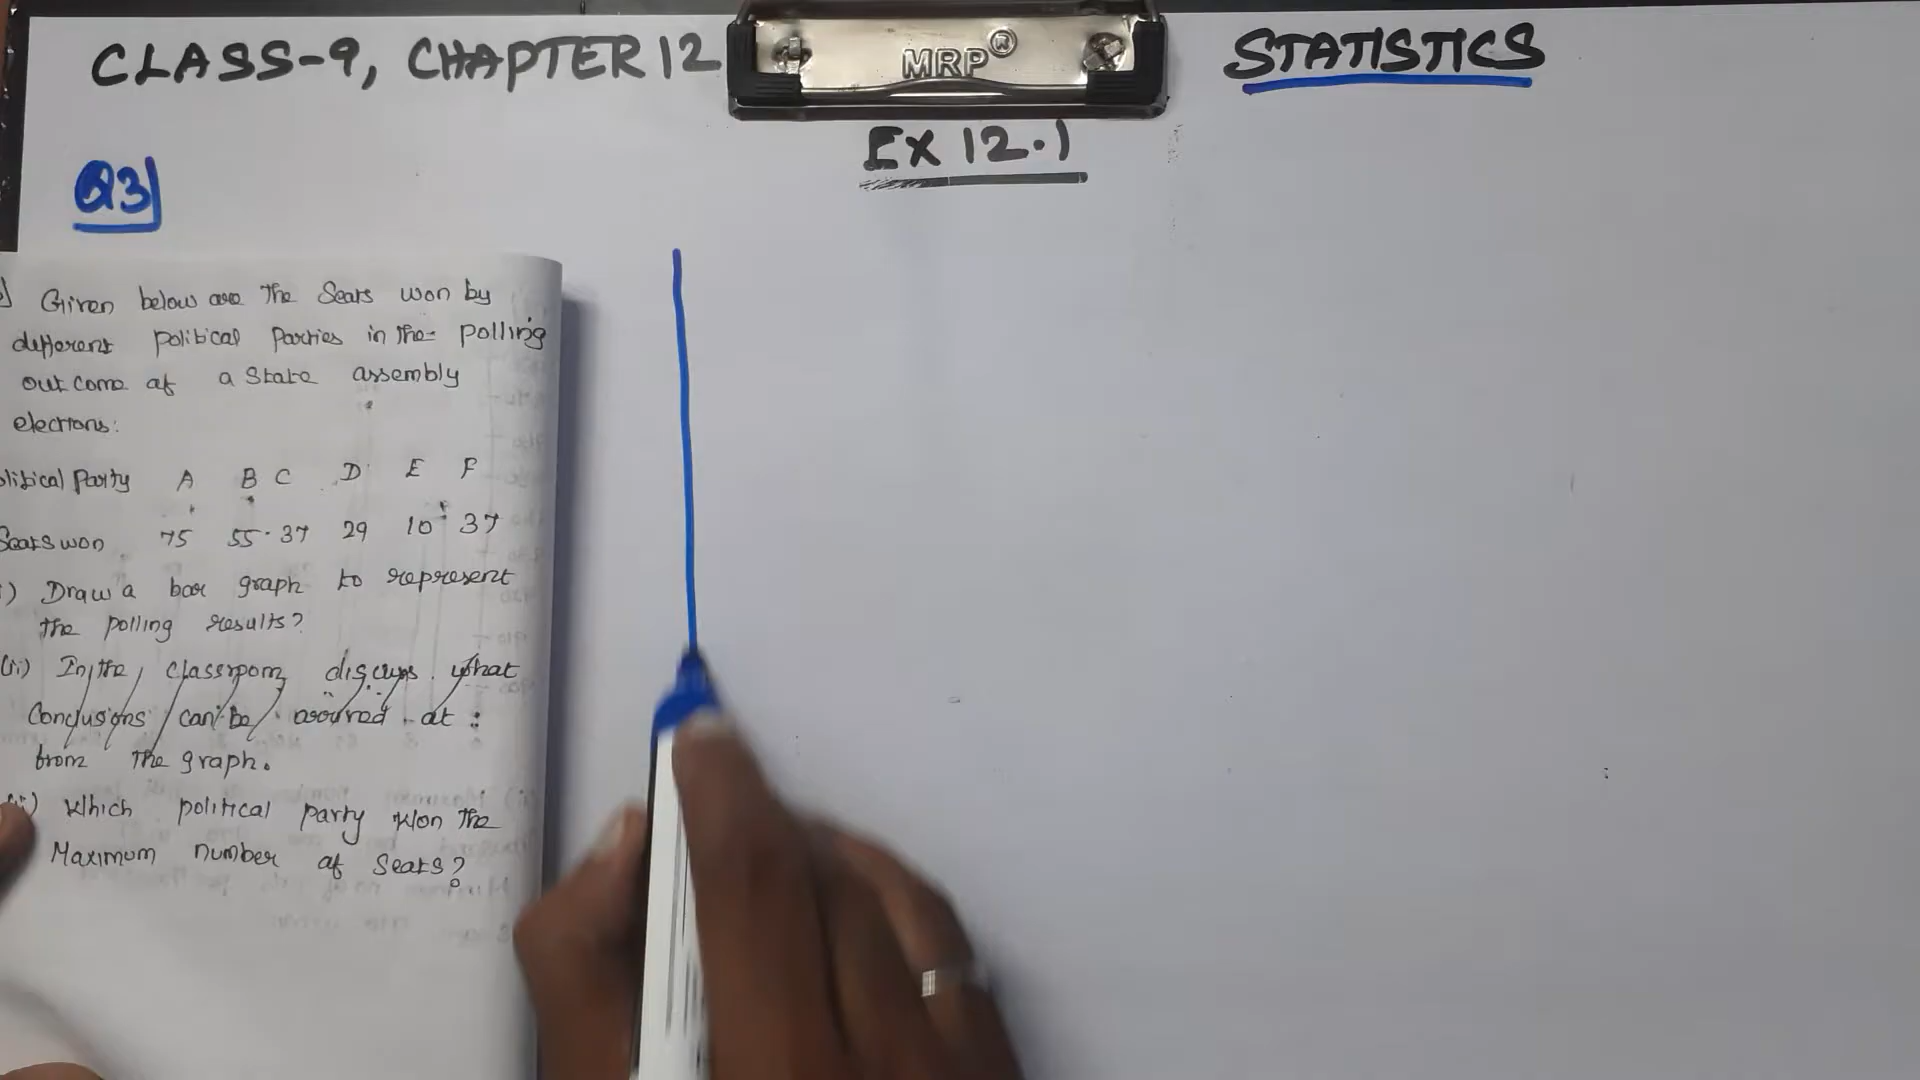 CLASS-9, CHAPTER 12
MRP®
STATISTICS
EX 12.1
Q3
Given below are the Seats won by
different political Parties in the polling
outcome of a State assembly
elections:
Political Party A B C D E F
Seats won 75 55 37 29 10 37
i) Draw a bar graph to represent
the polling results?
(ii) In the classroom discuss what
Conclusions can be arrived at :
from the graph.
Which political party won the
Maximum number of Seats?